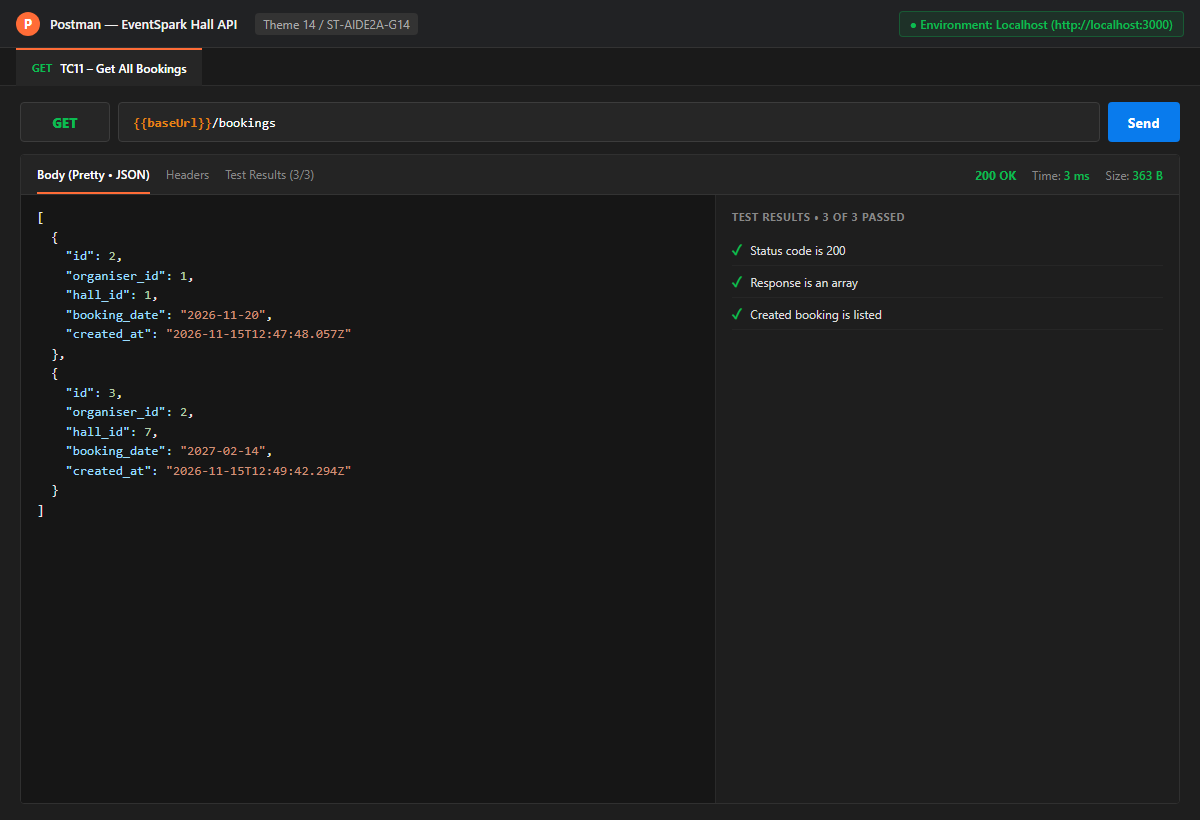 P Postman — EventSpark Hall API Theme 14 / ST-AIDE2A-G14 ● Environment: Localhost (http://localhost:3000)
GET TC11 – Get All Bookings
GET {{baseUrl}}/bookings Send
Body (Pretty • JSON) Headers Test Results (3/3) 200 OK Time: 3 ms Size: 363 B
[
  {
    "id": 2,
    "organiser_id": 1,
    "hall_id": 1,
    "booking_date": "2026-11-20",
    "created_at": "2026-11-15T12:47:48.057Z"
  },
  {
    "id": 3,
    "organiser_id": 2,
    "hall_id": 7,
    "booking_date": "2027-02-14",
    "created_at": "2026-11-15T12:49:42.294Z"
  }
]
TEST RESULTS • 3 OF 3 PASSED
✓ Status code is 200
✓ Response is an array
✓ Created booking is listed